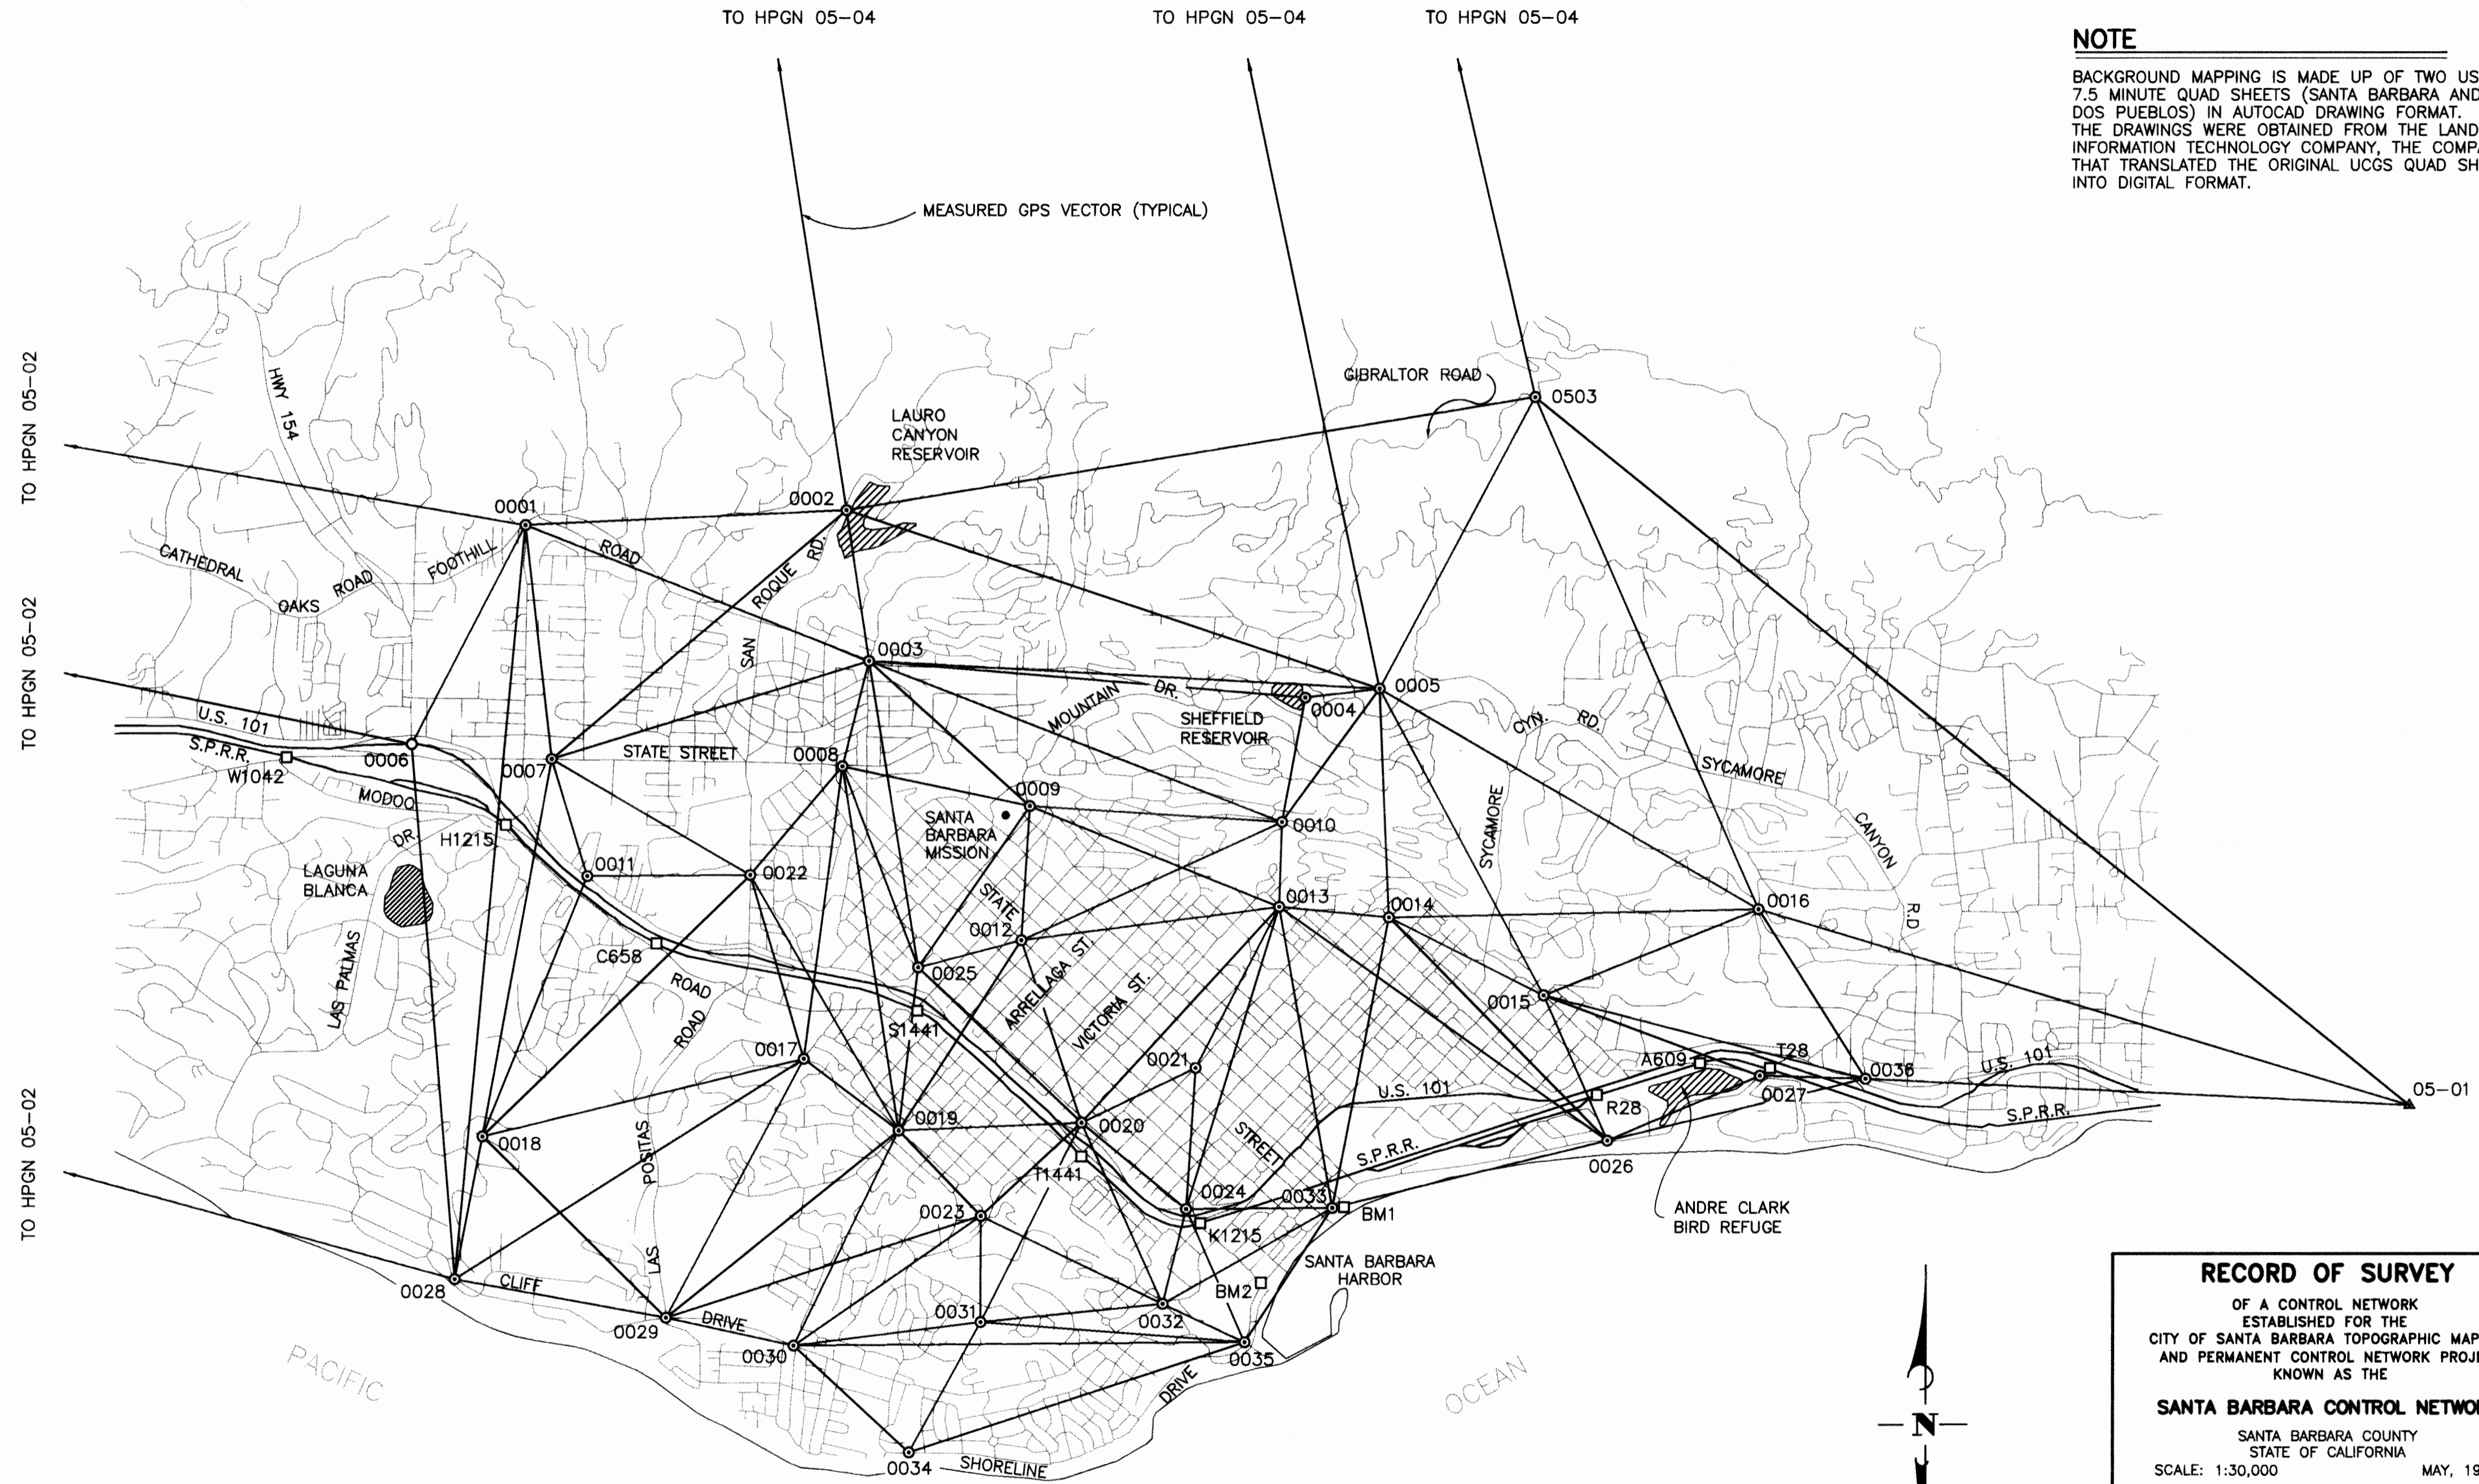 TO HPGN 05-04
TO HPGN 05-04
TO HPGN 05-04
NOTE
BACKGROUND MAPPING IS MADE UP OF TWO
7.5 MINUTE QUAD SHEETS (SANTA BARBARA AND
DOS PUEBLOS) IN AUTOCAD DRAWING FORMAT.
THE DRAWINGS WERE OBTAINED FROM THE LAND
INFORMATION TECHNOLOGY COMPANY, THE
THAT TRANSLATED THE ORIGINAL UCGS QUAD
INTO DIGITAL FORMAT.
MEASURED GPS VECTOR (TYPICAL)
TO HPGN 05-02
HWY 154
GIBRALTOR ROAD
0503
LAURO
CANYON
RESERVOIR
0001
0002
CATHEDRAL
OAKS
ROAD
FOOTHILL
ROAD
SAN
ROQUE
RD.
TO HPGN 05-02
0003
MOUNTAIN
DR.
0005
0004
SHEFFIELD
RESERVOIR
CYN.
RD.
SYCAMORE
CANYON
R.D
U.S. 101
S.P.R.R.
W1042
0006
0007
STATE STREET
0008
MODOC
DR.
H1215
0009
SANTA
BARBARA
MISSION
0010
SYCAMORE
LAGUNA
BLANCA
0011
0022
STATE
0012
0013
0014
0016
LAS PALMAS
C658
ROAD
ROAD
0025
S1441
ARRELLAGA ST.
VICTORIA ST.
0015
0017
0021
A609
T28
0036
U.S. 101
05-01
U.S. 101
R28
0027
S.P.R.R.
0018
0019
0020
STREET
S.P.R.R.
0026
TO HPGN 05-02
LAS
POSITAS
T1441
0023
0024
0033
BM1
K1215
ANDRE CLARK
BIRD REFUGE
SANTA BARBARA
HARBOR
BM2
0028
CLIFF
0029
DRIVE
0030
0031
0032
0035
DRIVE
0034
SHORELINE
PACIFIC
OCEAN
N
RECORD OF SURVEY
OF A CONTROL NETWORK
ESTABLISHED FOR THE
CITY OF SANTA BARBARA TOPOGRAPHIC
AND PERMANENT CONTROL NETWORK
KNOWN AS THE
SANTA BARBARA CONTROL
SANTA BARBARA COUNTY
STATE OF CALIFORNIA
SCALE: 1:30,000 MAY,